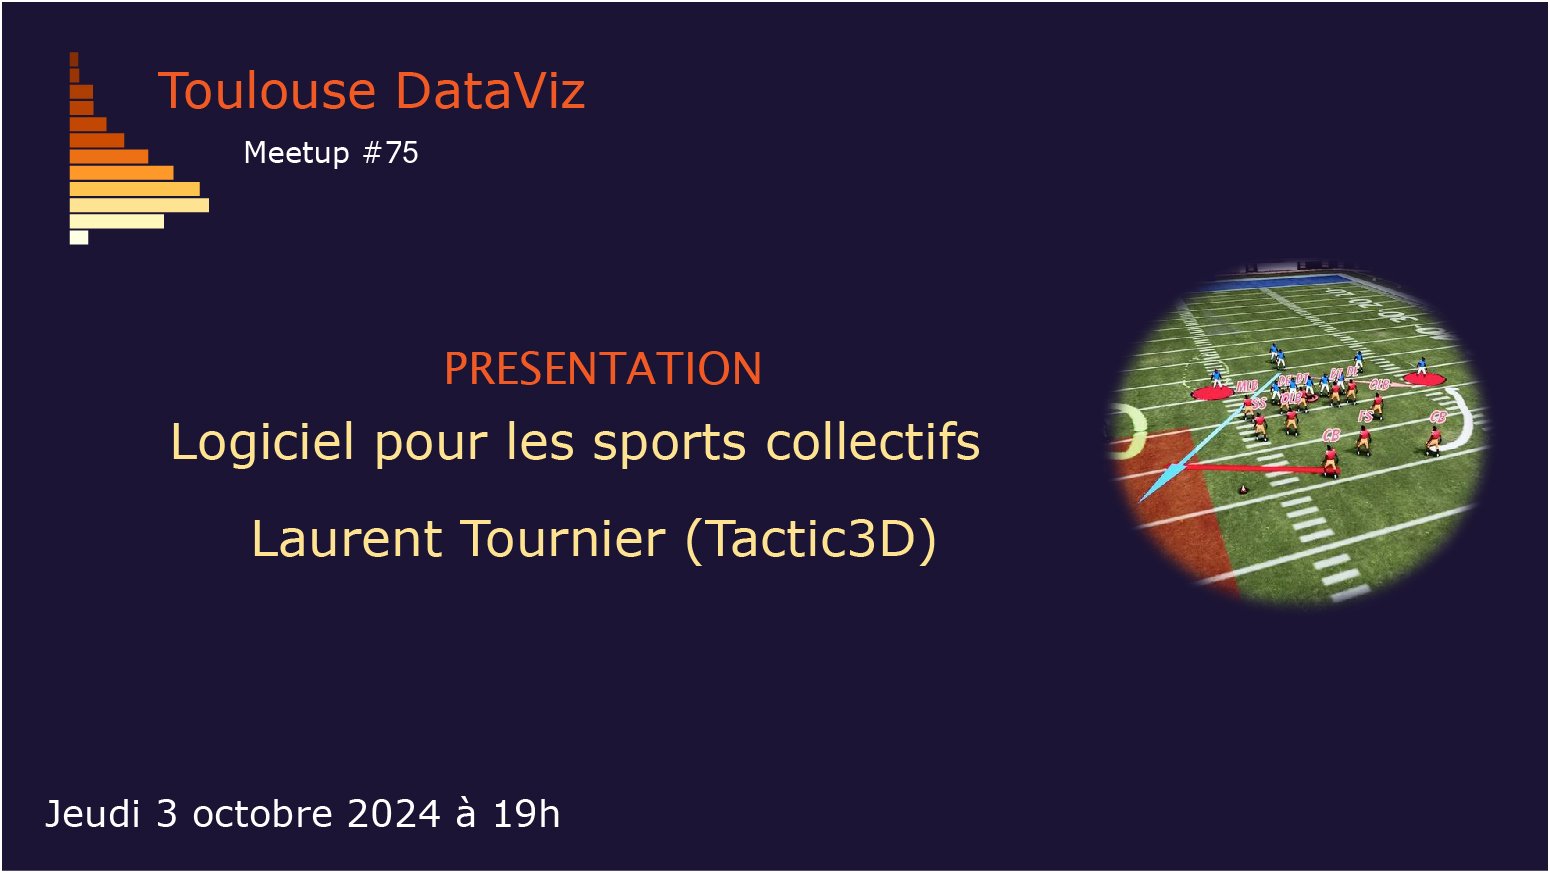 Toulouse DataViz
Meetup #75
PRESENTATION
Logiciel pour les sports collectifs
Laurent Tournier (Tactic3D)
MLB
DE DT
DT DE
OLB
SS
OLB
FS
CB
CB
Jeudi 3 octobre 2024 à 19h